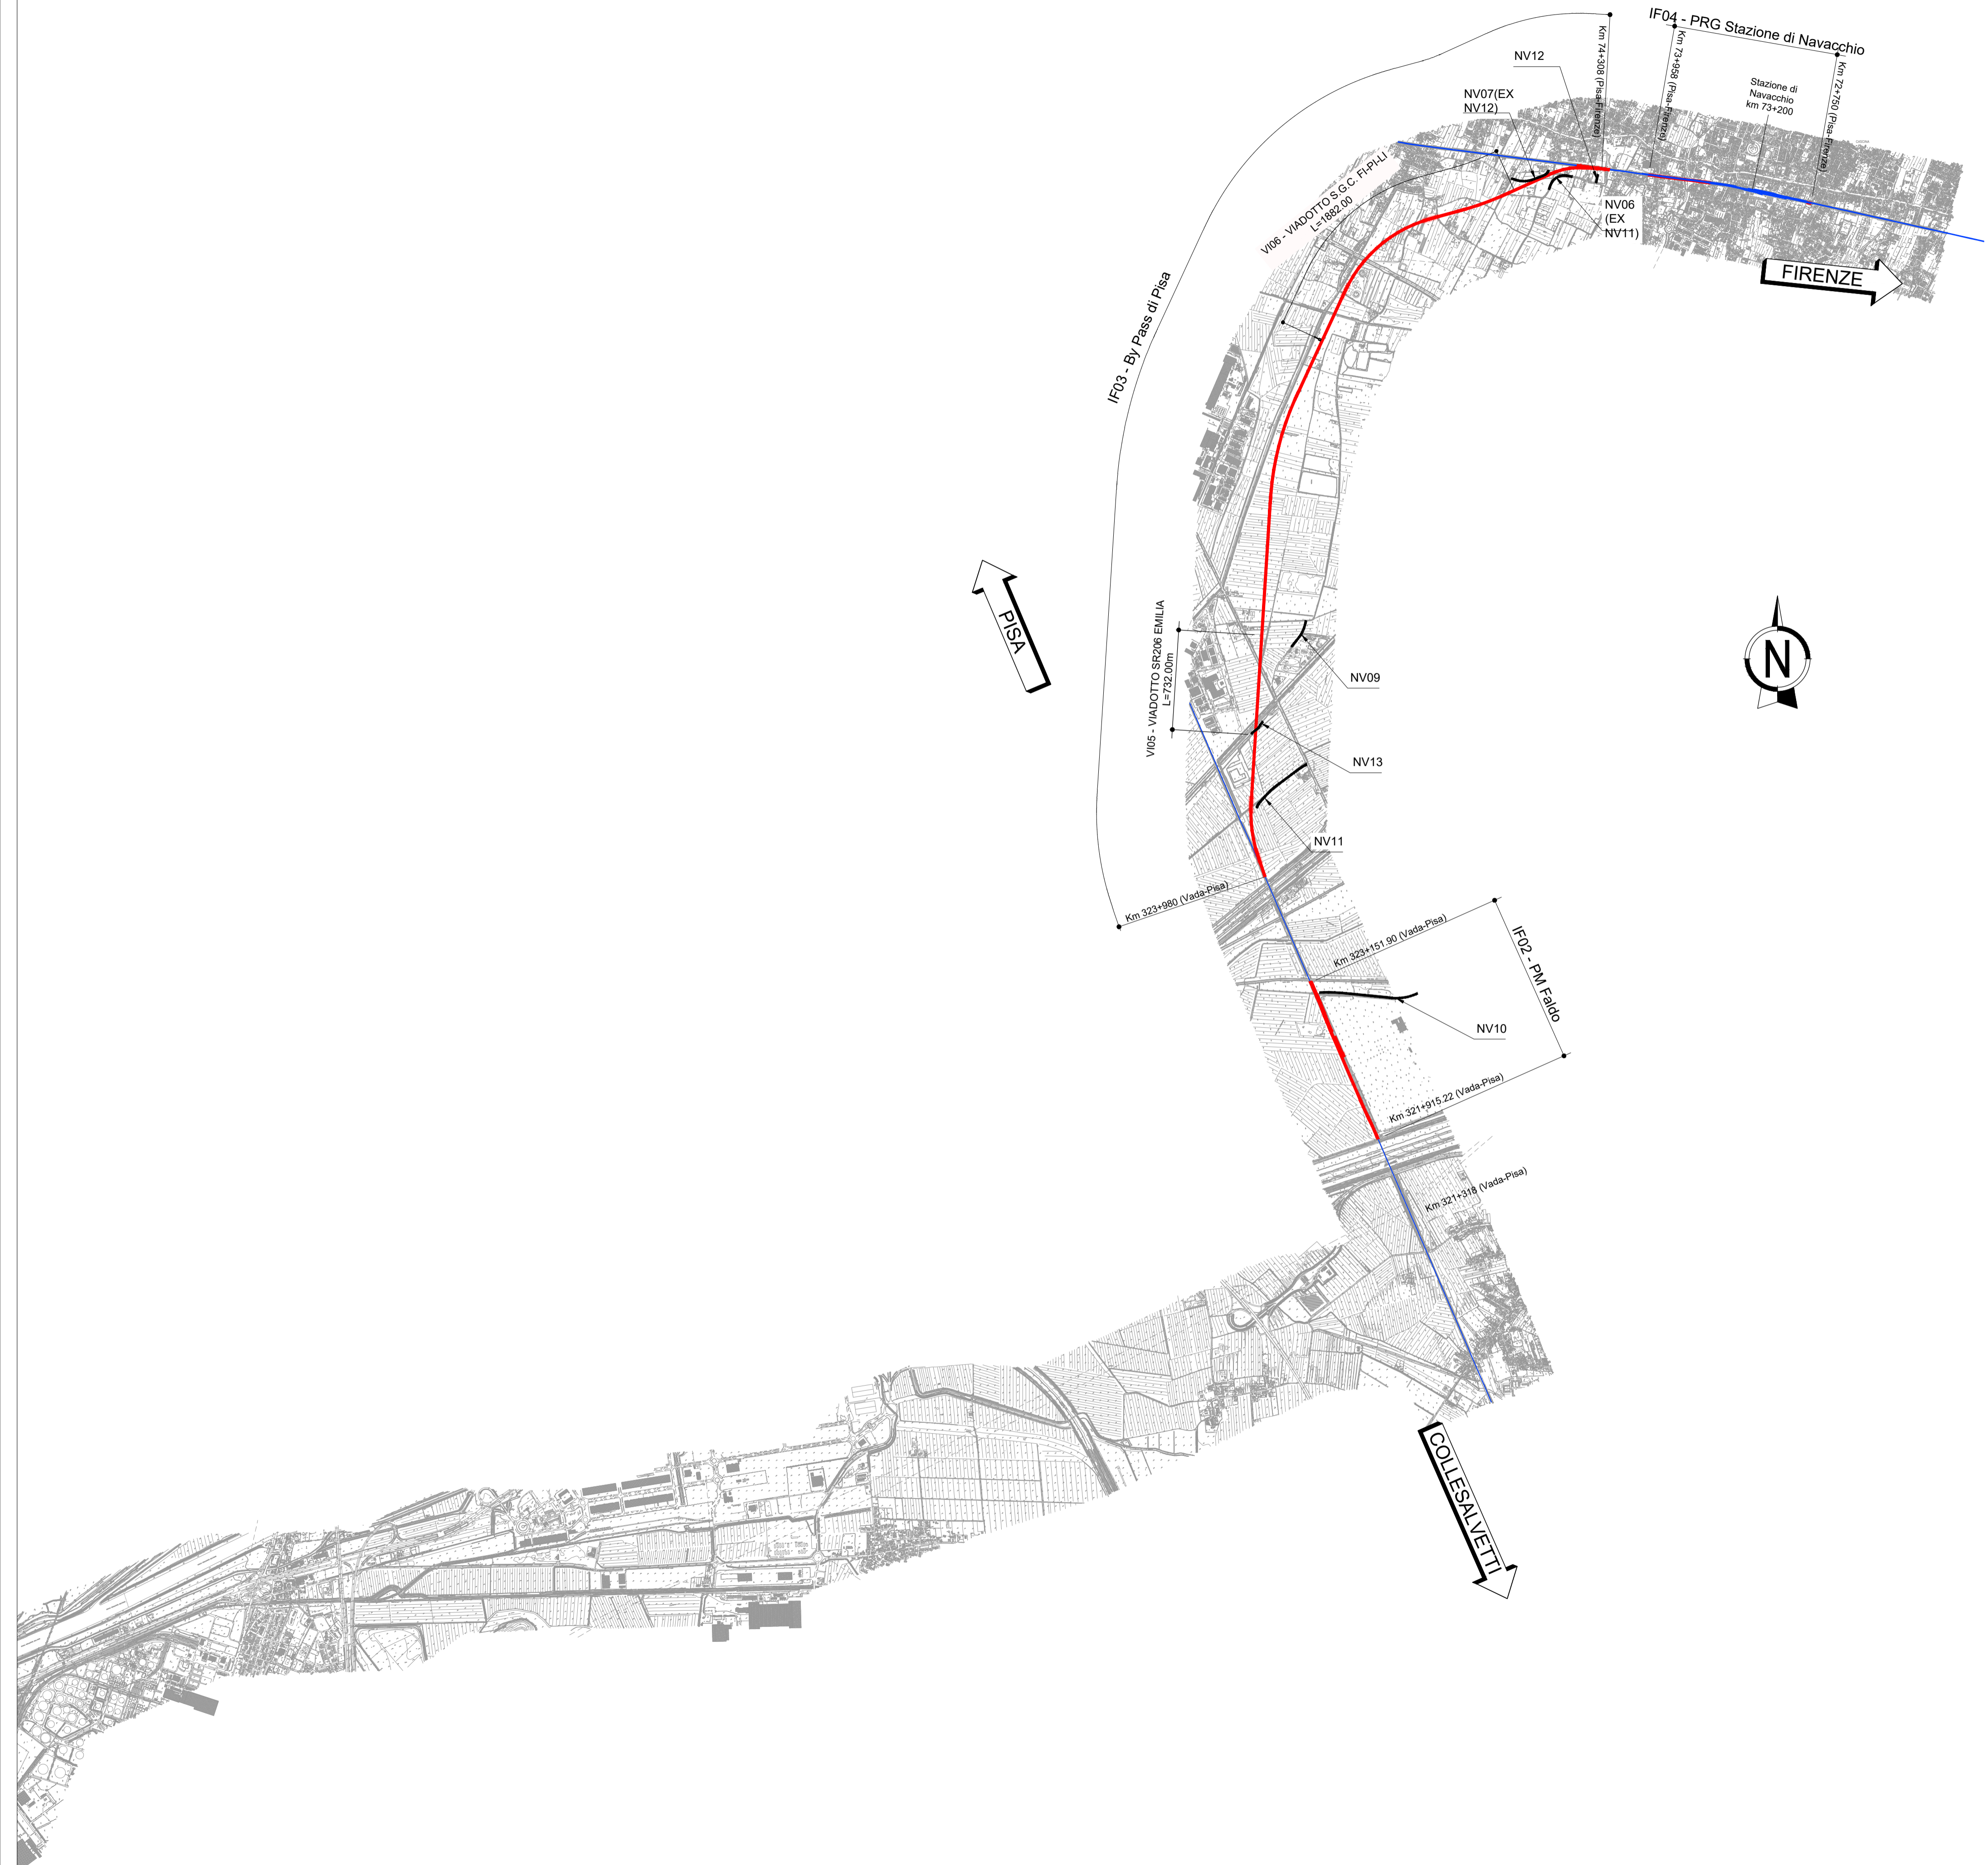 IF04 - PRG Stazione di Navacchio
Km 74+308 (Pisa-Firenze)
Km 73+958 (Pisa-Firenze)
Km 72+750 (Pisa-Firenze)
Stazione di
Navacchio
km 73+200
NV12
NV07(EX
NV12)
NV06
(EX
NV11)
FIRENZE
VI06 - VIADOTTO S.G.C. FI-PI-LI
L=1882.00
IF03 - By Pass di Pisa
PISA
N
VI05 - VIADOTTO SR206 EMILIA
L=732.00m
NV09
NV13
NV11
Km 323+980 (Vada-Pisa)
Km 323+151.90 (Vada-Pisa)
IF02 - PM Faldo
NV10
Km 321+915.22 (Vada-Pisa)
Km 321+318 (Vada-Pisa)
COLLESALVETTI